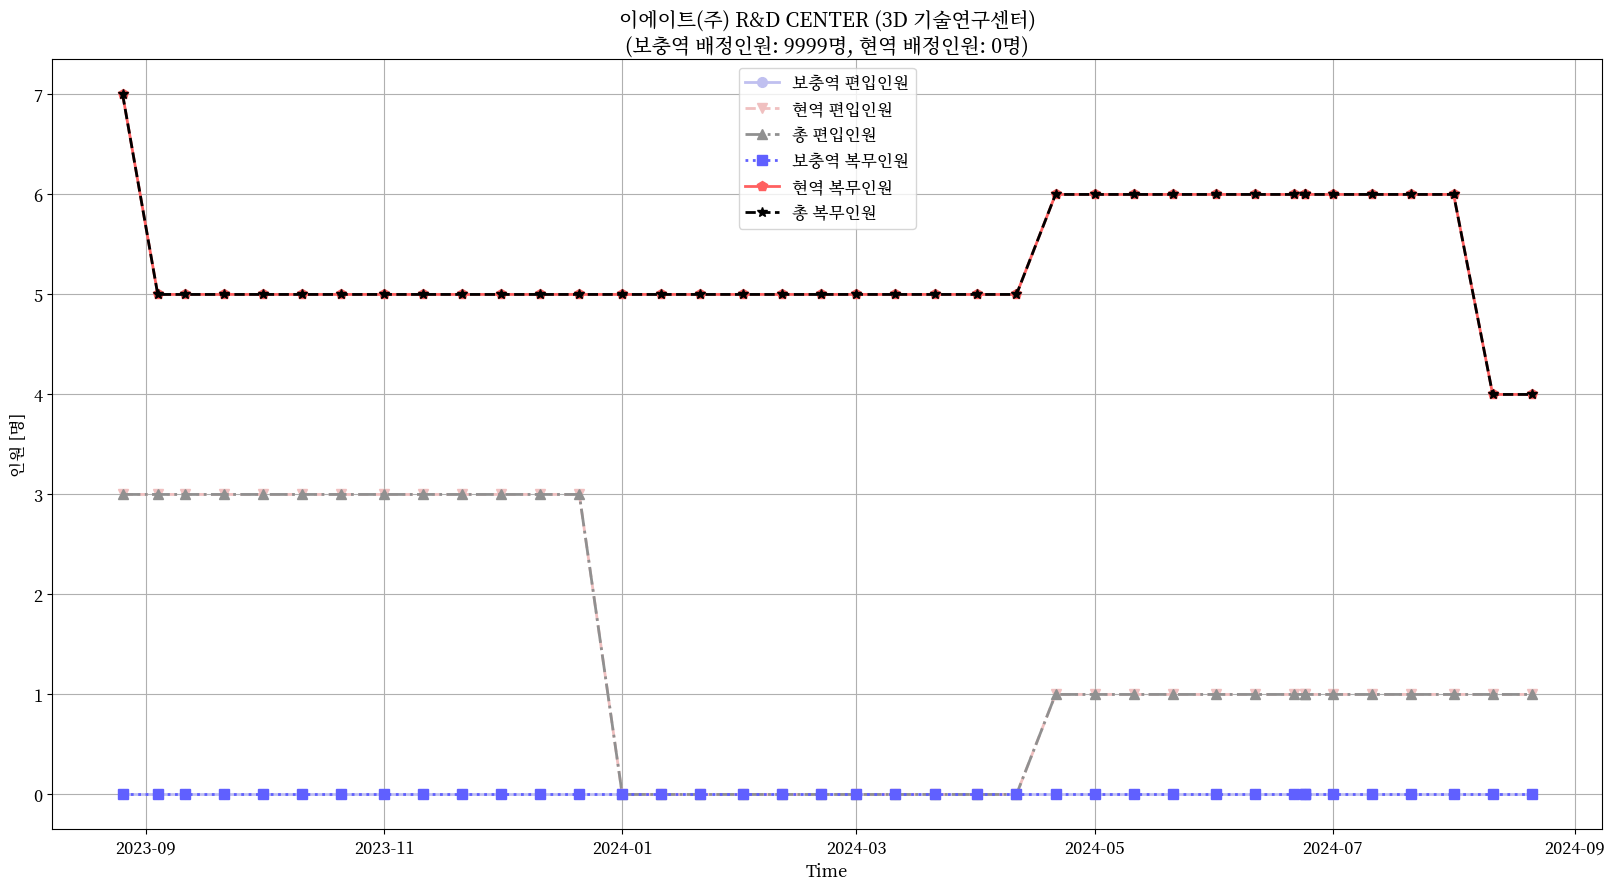 이에이트(주) R&D CENTER (3D 기술연구센터)
(보충역 배정인원: 9999명, 현역 배정인원: 0명)
보충역 편입인원
현역 편입인원
총 편입인원
보충역 복무인원
현역 복무인원
총 복무인원
7
6
5
4
3
2
1
0
인원 [명]
2023-09
2023-11
2024-01
2024-03
2024-05
2024-07
2024-09
Time